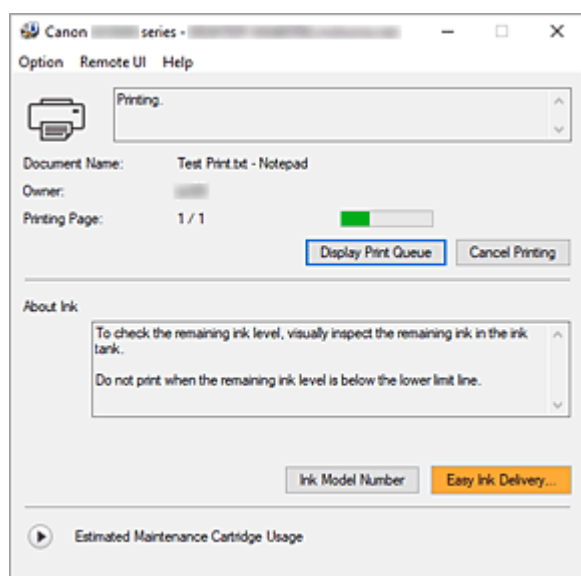 Canon series -
Option Remote UI Help
Printing.
Document Name: Test Print.txt - Notepad
Owner:
Printing Page: 1 / 1
Display Print Queue Cancel Printing
About Ink
To check the remaining ink level, visually inspect the remaining ink in the ink
tank.
Do not print when the remaining ink level is below the lower limit line.
Ink Model Number Easy Ink Delivery...
Estimated Maintenance Cartridge Usage